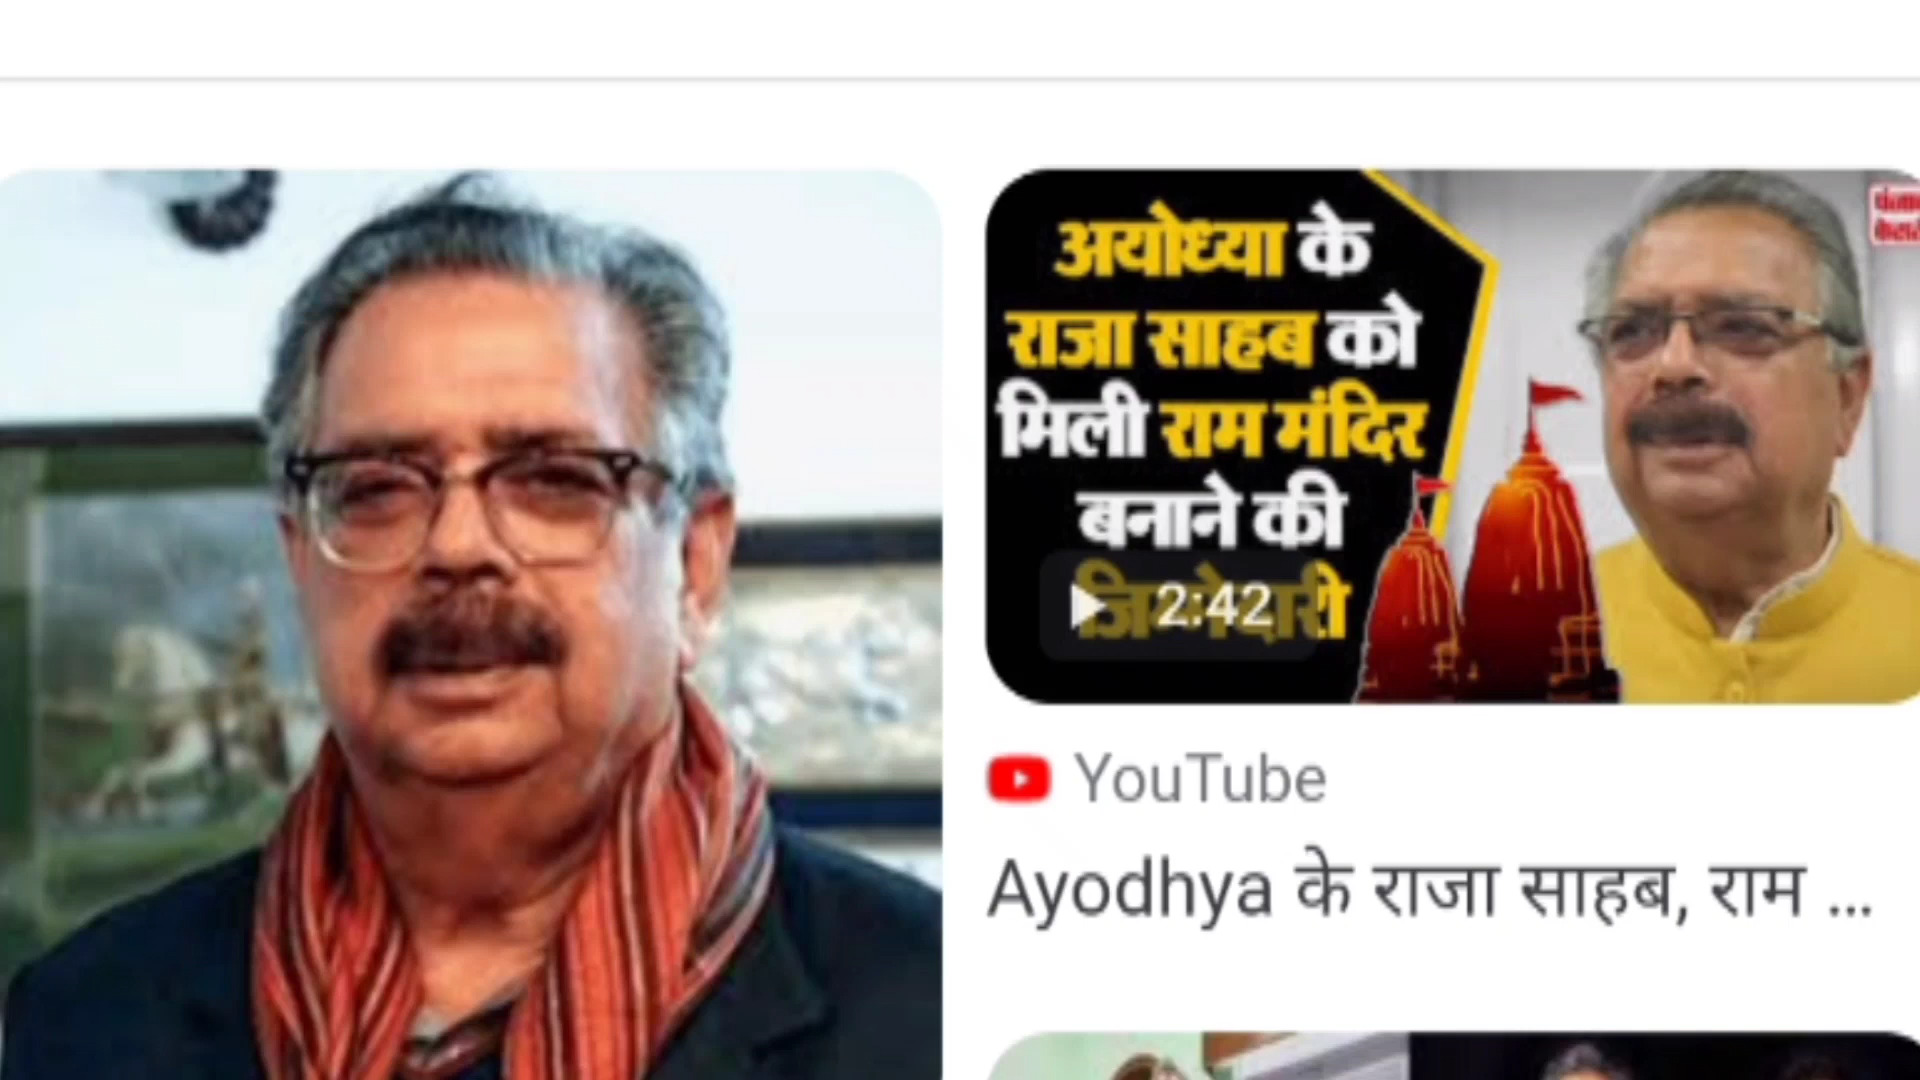 अयोध्या के
राजा साहब को
मिली राम मंदिर
बनाने की
जिम्मेदारी
2:42
YouTube
Ayodhya के राजा साहब, राम ...